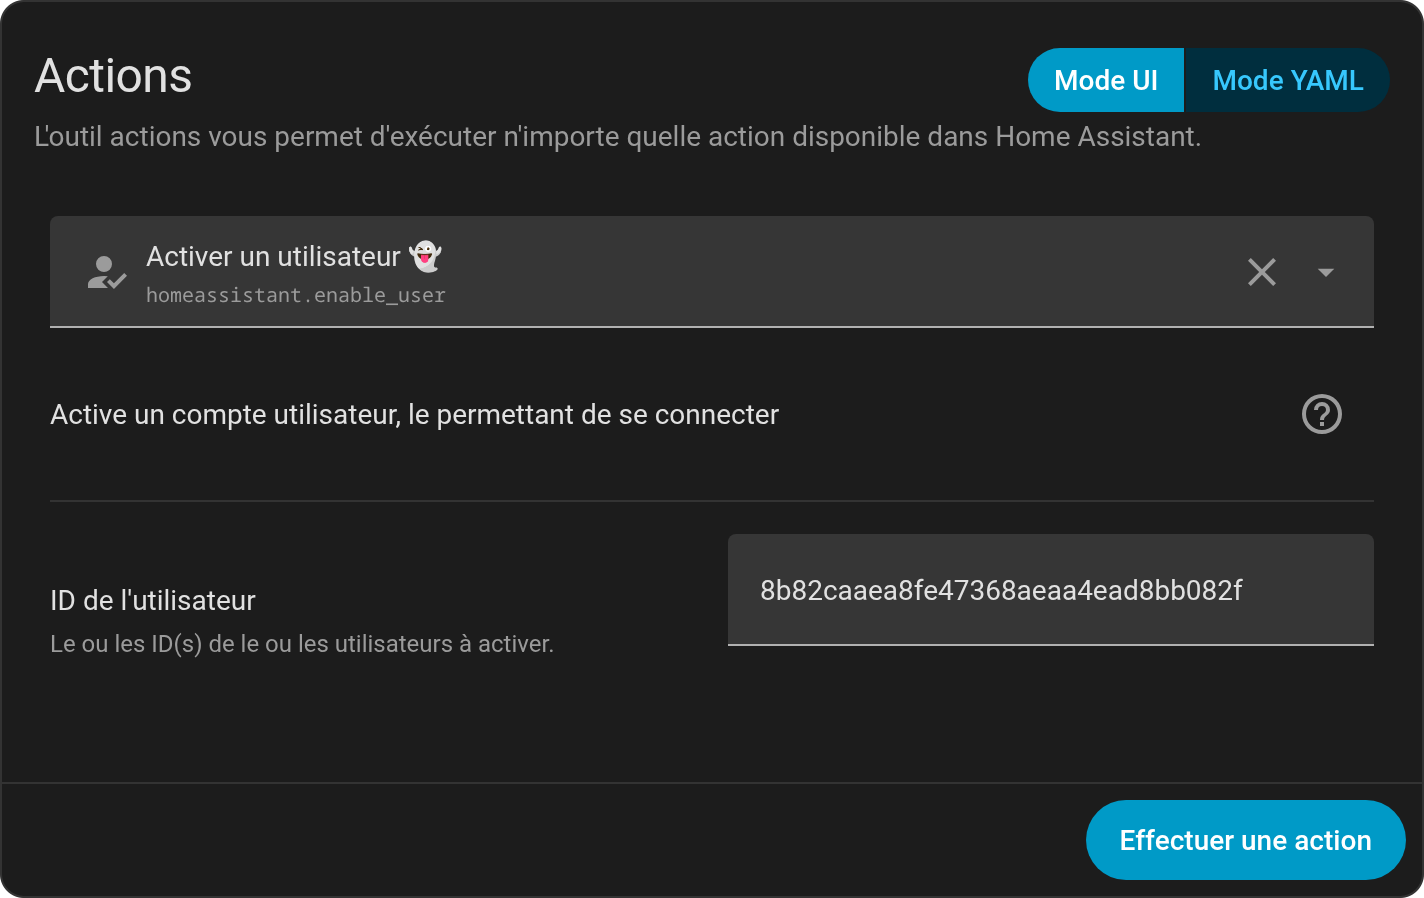 Actions
Mode UI
Mode YAML
L'outil actions vous permet d'exécuter n'importe quelle action disponible dans Home Assistant.
Activer un utilisateur 👻
homeassistant.enable_user
Active un compte utilisateur, le permettant de se connecter
ID de l'utilisateur
Le ou les ID(s) de le ou les utilisateurs à activer.
8b82caaea8fe47368aeaa4ead8bb082f
Effectuer une action